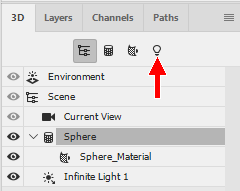 3D Layers Channels Paths
Environment
Scene
Current View
Sphere
Sphere_Material
Infinite Light 1